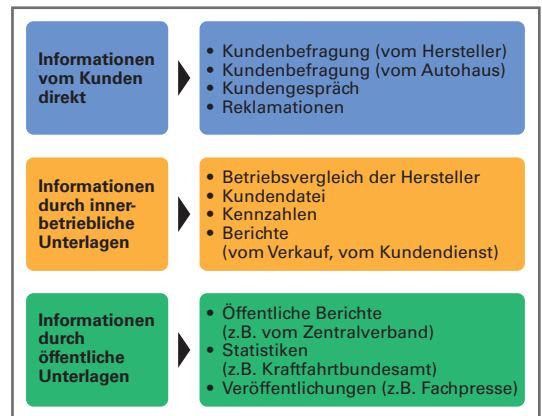 Informationen
vom Kunden
direkt
• Kundenbefragung (vom Hersteller)
• Kundenbefragung (vom Autohaus)
• Kundengespräch
• Reklamationen
Informationen
durch inner-
betriebliche
Unterlagen
• Betriebsvergleich der Hersteller
• Kundendatei
• Kennzahlen
• Berichte
(vom Verkauf, vom Kundendienst)
Informationen
durch
öffentliche
Unterlagen
• Öffentliche Berichte
(z.B. vom Zentralverband)
• Statistiken
(z.B. Kraftfahrtbundesamt)
• Veröffentlichungen (z.B. Fachpresse)